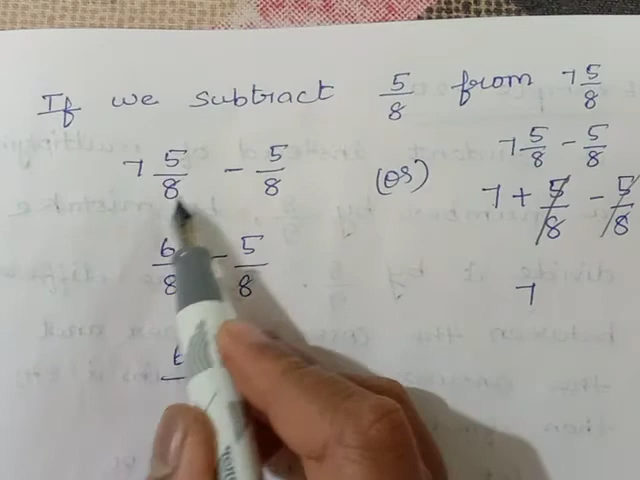 If we subtract 5/8 from 7 5/8
7 5/8 - 5/8 (or) 7 5/8 - 5/8
7 + 5/8 - 5/8
6 /8 - 5/8
7